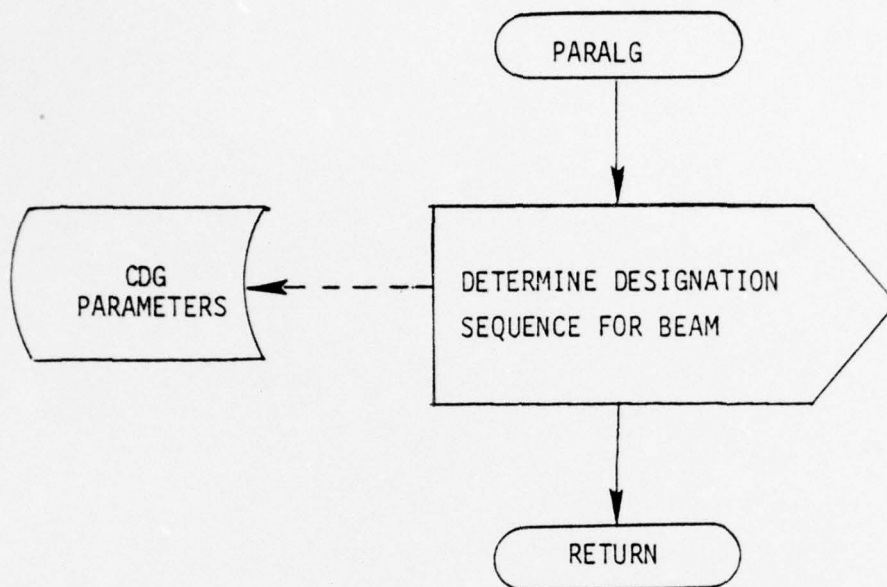 PARALG
CDG
PARAMETERS
DETERMINE DESIGNATION
SEQUENCE FOR BEAM
RETURN